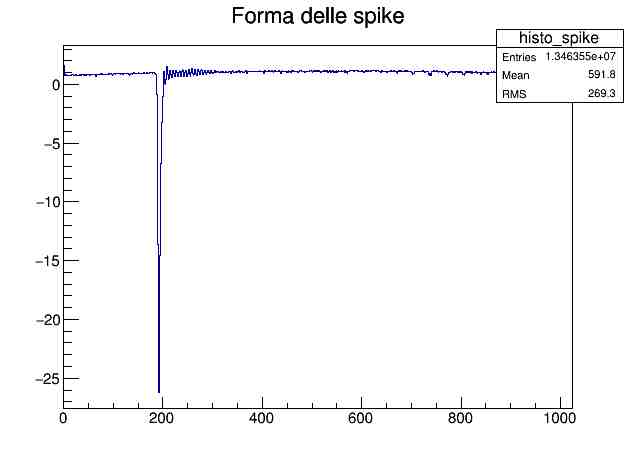 Forma delle spike
histo_spike
Entries 1.346355e+07
Mean 591.8
RMS 269.3
0
−5
−10
−15
−20
−25
0 200 400 600 800 1000